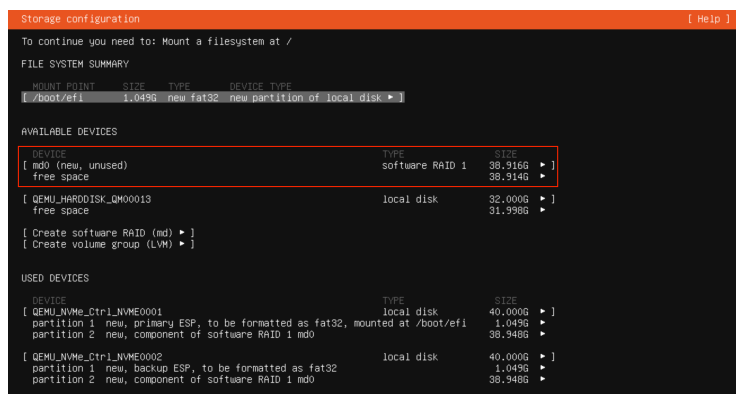 Storage configuration [ Help ]
To continue you need to: Mount a filesystem at /
FILE SYSTEM SUMMARY
MOUNT POINT SIZE TYPE DEVICE TYPE
[ /boot/efi 1.049G new fat32 new partition of local disk ▸ ]
AVAILABLE DEVICES
DEVICE TYPE SIZE
[ md0 (new, unused) software RAID 1 38.916G ▸ ]
free space 38.914G ▸
[ QEMU_HARDDISK_QM00013 local disk 32.000G ▸ ]
free space 31.998G ▸
[ Create software RAID (md) ▸ ]
[ Create volume group (LVM) ▸ ]
USED DEVICES
DEVICE TYPE SIZE
[ QEMU_NVMe_Ctrl_NVME0001 local disk 40.000G ▸ ]
partition 1 new, primary ESP, to be formatted as fat32, mounted at /boot/efi 1.049G ▸
partition 2 new, component of software RAID 1 md0 38.948G ▸
[ QEMU_NVMe_Ctrl_NVME0002 local disk 40.000G ▸ ]
partition 1 new, backup ESP, to be formatted as fat32 1.049G ▸
partition 2 new, component of software RAID 1 md0 38.948G ▸